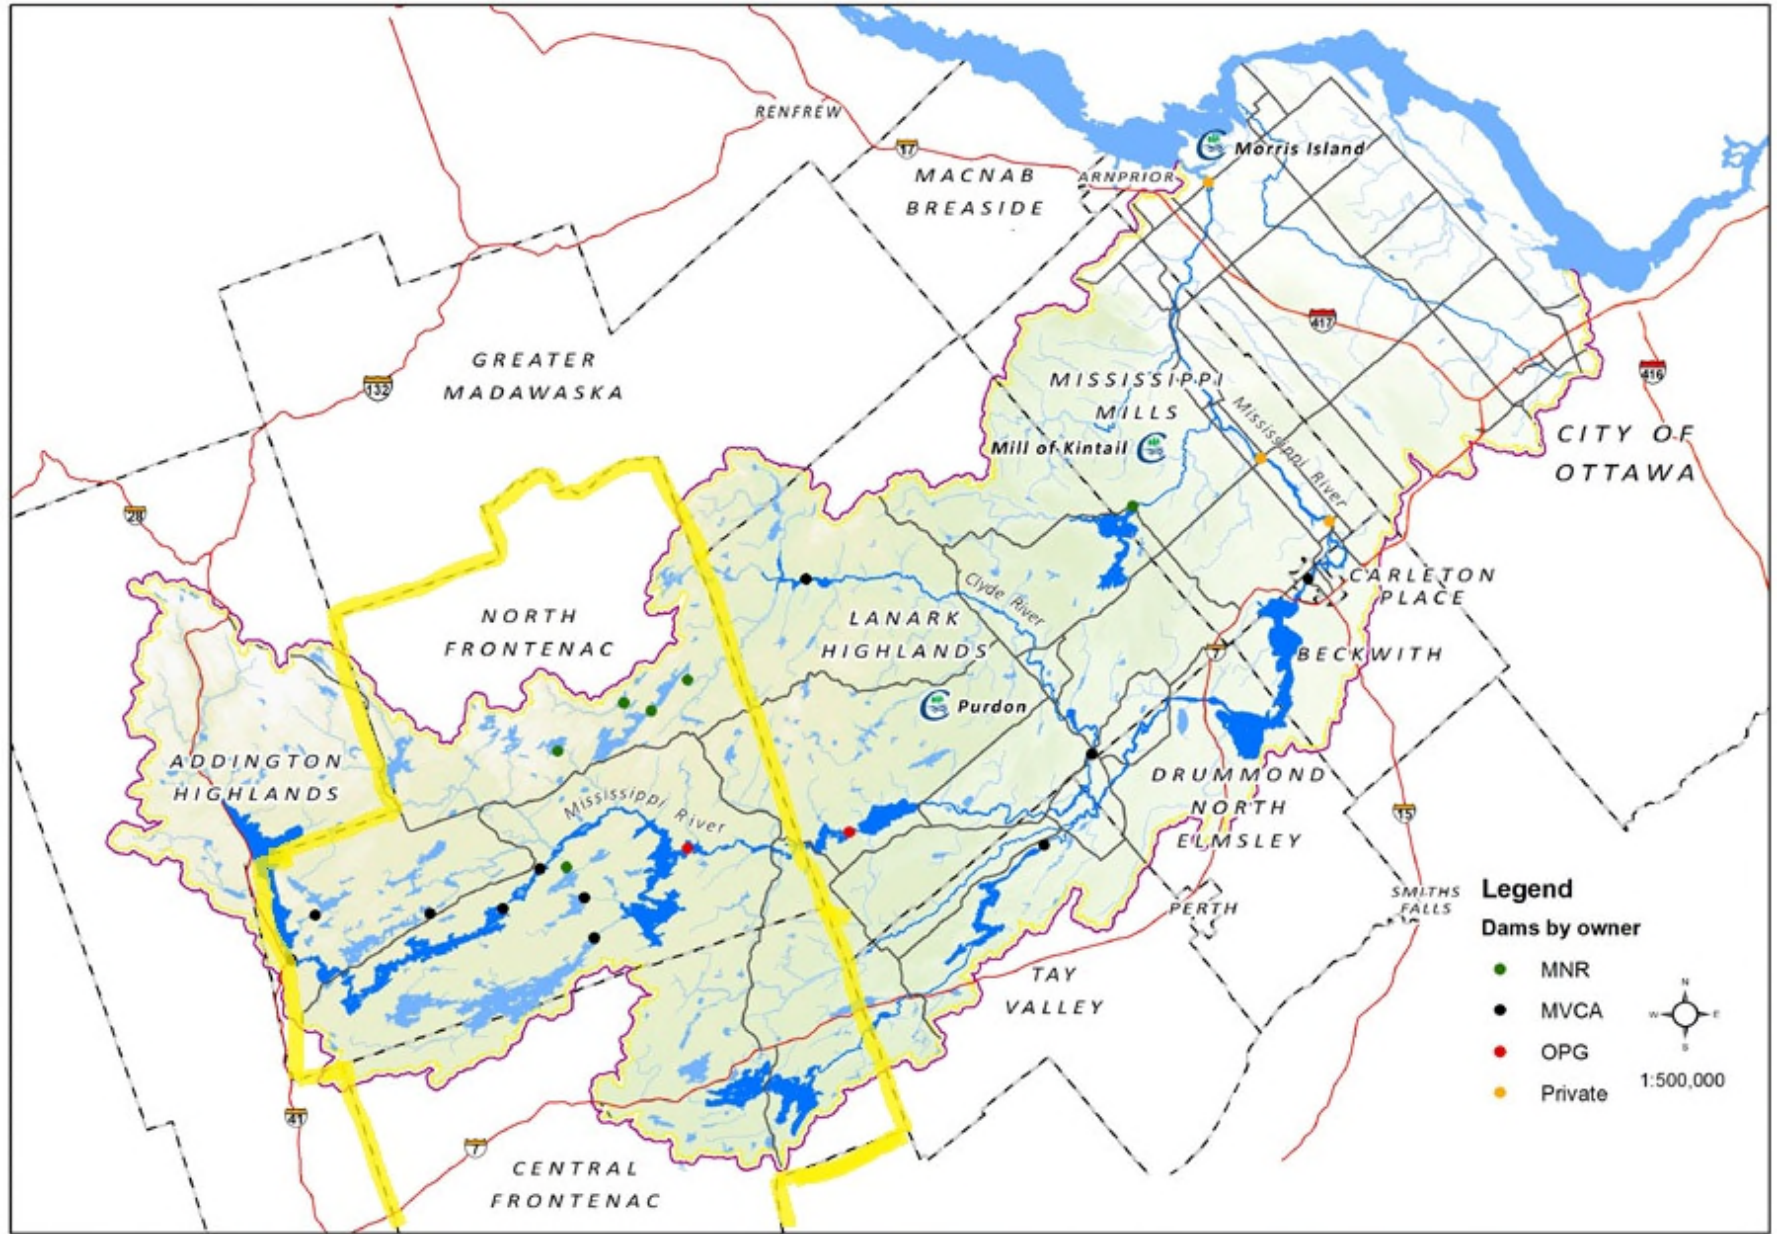 RENFREW
17
MACNAB
BREASIDE
ARNPRIOR
Morris Island
417
416
GREATER
MADAWASKA
132
MISSISSIPPI
MILLS
Mill of Kintail
Mississippi River
CITY OF
OTTAWA
28
NORTH
FRONTENAC
LANARK
HIGHLANDS
Clyde River
CARLETON
PLACE
7
BECKWITH
Purdon
ADDINGTON
HIGHLANDS
Mississippi River
DRUMMOND
NORTH
ELMSLEY
15
PERTH
SMITHS
FALLS
TAY
VALLEY
41
7
CENTRAL
FRONTENAC
Legend
Dams by owner
MNR
MVCA
OPG
Private
N
W E
S
1:500,000